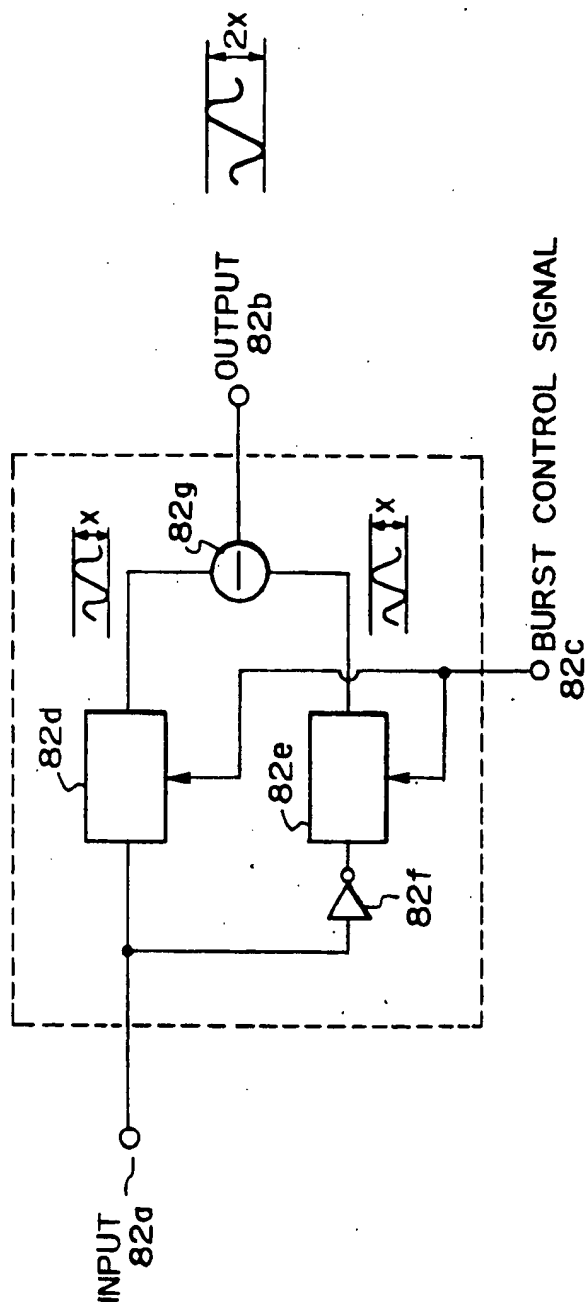 INPUT
82a
82d
82e
82f
x
82g
x
OUTPUT
82b
2x
BURST CONTROL SIGNAL
82c